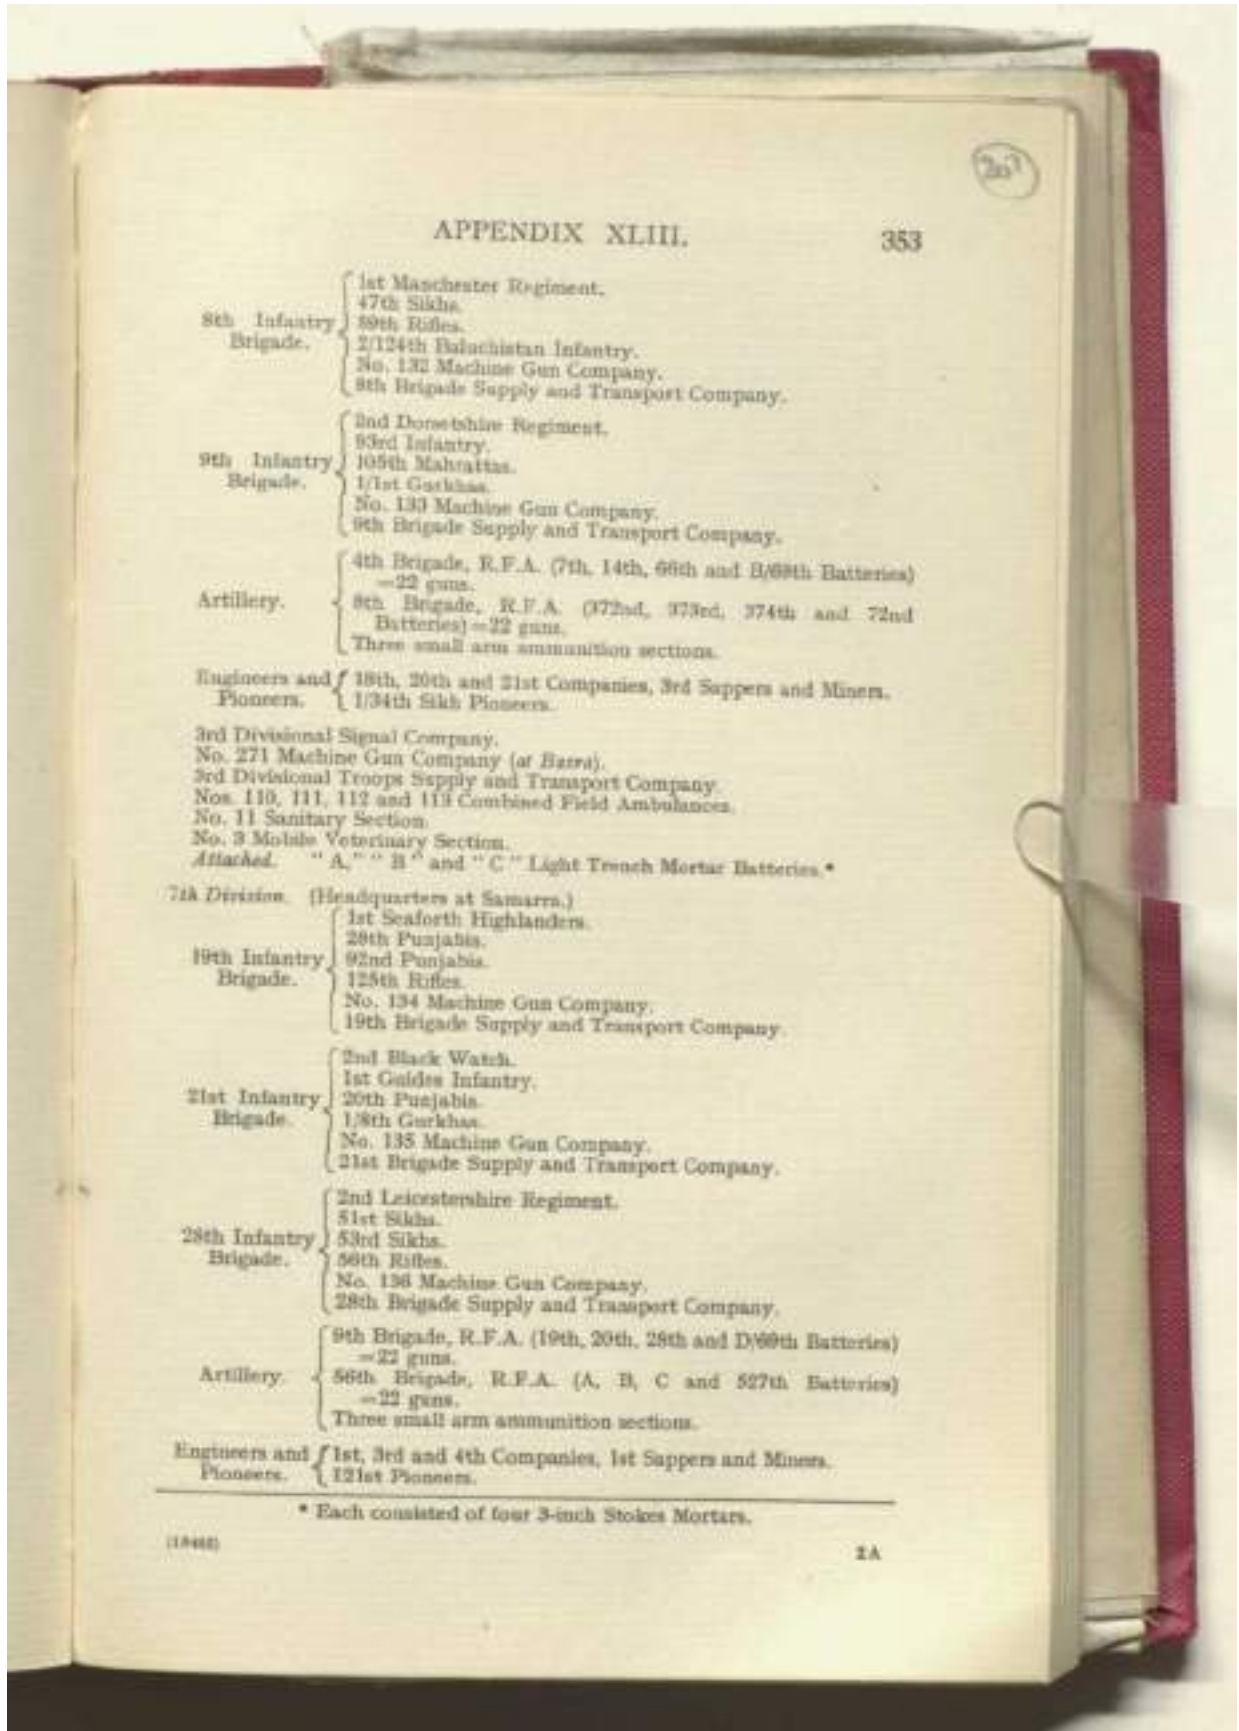 APPENDIX XLIII. 353
1st Manchester Regiment.
47th Sikhs.
8th Infantry 59th Rifles.
Brigade. 2/124th Baluchistan Infantry.
No. 132 Machine Gun Company.
8th Brigade Supply and Transport Company.
2nd Dorsetshire Regiment.
93rd Infantry.
9th Infantry 105th Mahrattas.
Brigade. 1/1st Gurkhas.
No. 133 Machine Gun Company.
9th Brigade Supply and Transport Company.
4th Brigade, R.F.A. (7th, 14th, 66th and B/69th Batteries)
=22 guns.
Artillery. 8th Brigade, R.F.A. (372nd, 373rd, 374th and 72nd
Batteries)=22 guns.
Three small arm ammunition sections.
Engineers and 18th, 20th and 21st Companies, 3rd Sappers and Miners.
Pioneers. 1/34th Sikh Pioneers.
3rd Divisional Signal Company.
No. 271 Machine Gun Company (at Basra).
3rd Divisional Troops Supply and Transport Company.
Nos. 110, 111, 112 and 113 Combined Field Ambulances.
No. 11 Sanitary Section.
No. 3 Mobile Veterinary Section.
Attached. "A," "B" and "C" Light Trench Mortar Batteries.*
7th Division. (Headquarters at Samarra.)
1st Seaforth Highlanders.
28th Punjabis.
19th Infantry 92nd Punjabis.
Brigade. 125th Rifles.
No. 134 Machine Gun Company.
19th Brigade Supply and Transport Company.
2nd Black Watch.
1st Guides Infantry.
21st Infantry 20th Punjabis.
Brigade. 1/8th Gurkhas.
No. 135 Machine Gun Company.
21st Brigade Supply and Transport Company.
2nd Leicestershire Regiment.
51st Sikhs.
28th Infantry 53rd Sikhs.
Brigade. 56th Rifles.
No. 136 Machine Gun Company.
28th Brigade Supply and Transport Company.
9th Brigade, R.F.A. (19th, 20th, 28th and D/69th Batteries)
=22 guns.
Artillery. 56th Brigade, R.F.A. (A, B, C and 527th Batteries)
=22 guns.
Three small arm ammunition sections.
Engineers and 1st, 3rd and 4th Companies, 1st Sappers and Miners.
Pioneers. 121st Pioneers.
* Each consisted of four 3-inch Stokes Mortars.
2A